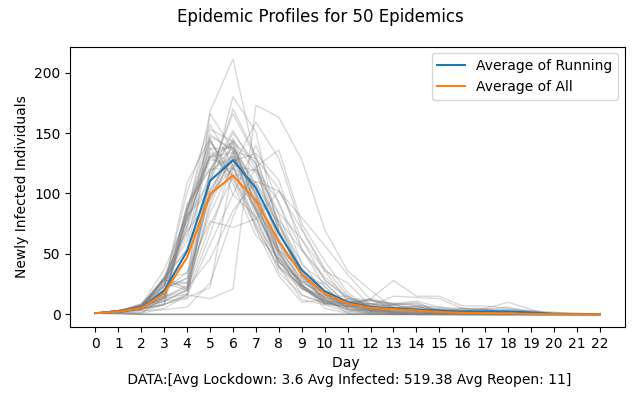 Epidemic Profiles for 50 Epidemics
Average of Running
Average of All
Newly Infected Individuals
200
150
100
50
0
0 1 2 3 4 5 6 7 8 9 10 11 12 13 14 15 16 17 18 19 20 21 22
Day
DATA:[Avg Lockdown: 3.6 Avg Infected: 519.38 Avg Reopen: 11]